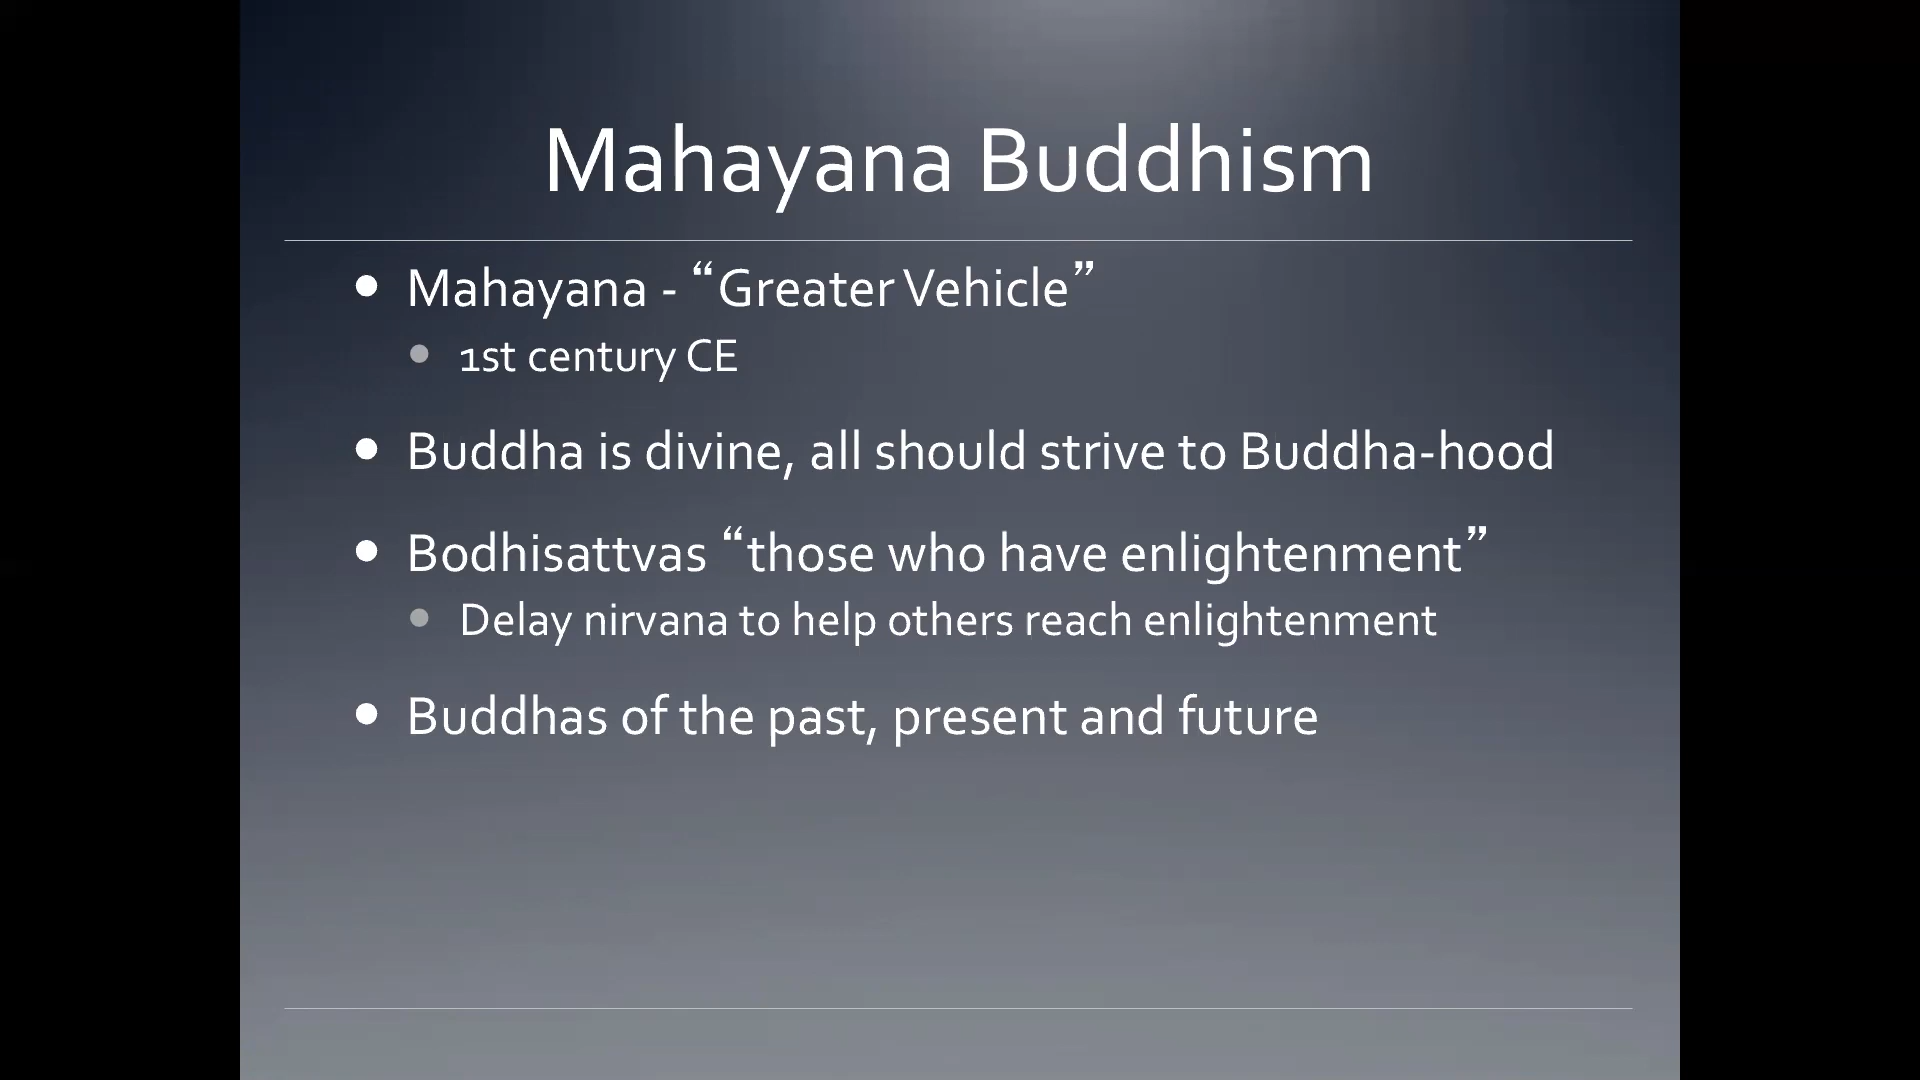 Mahayana Buddhism
Mahayana - “Greater Vehicle”
1st century CE
Buddha is divine, all should strive to Buddha-hood
Bodhisattvas “those who have enlightenment”
Delay nirvana to help others reach enlightenment
Buddhas of the past, present and future